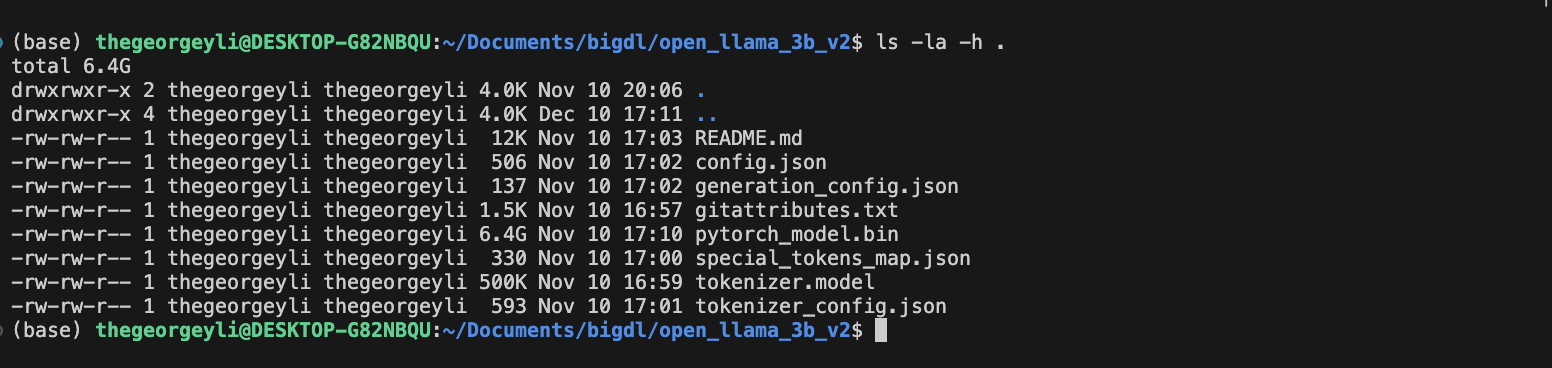 (base) thegeorgeyli@DESKTOP-G82NBQU:~/Documents/bigdl/open_llama_3b_v2$ ls -la -h .
total 6.4G
drwxrwxr-x 2 thegeorgeyli thegeorgeyli 4.0K Nov 10 20:06 .
drwxrwxr-x 4 thegeorgeyli thegeorgeyli 4.0K Dec 10 17:11 ..
-rw-rw-r-- 1 thegeorgeyli thegeorgeyli  12K Nov 10 17:03 README.md
-rw-rw-r-- 1 thegeorgeyli thegeorgeyli  506 Nov 10 17:02 config.json
-rw-rw-r-- 1 thegeorgeyli thegeorgeyli  137 Nov 10 17:02 generation_config.json
-rw-rw-r-- 1 thegeorgeyli thegeorgeyli 1.5K Nov 10 16:57 gitattributes.txt
-rw-rw-r-- 1 thegeorgeyli thegeorgeyli 6.4G Nov 10 17:10 pytorch_model.bin
-rw-rw-r-- 1 thegeorgeyli thegeorgeyli  330 Nov 10 17:00 special_tokens_map.json
-rw-rw-r-- 1 thegeorgeyli thegeorgeyli 500K Nov 10 16:59 tokenizer.model
-rw-rw-r-- 1 thegeorgeyli thegeorgeyli  593 Nov 10 17:01 tokenizer_config.json
(base) thegeorgeyli@DESKTOP-G82NBQU:~/Documents/bigdl/open_llama_3b_v2$